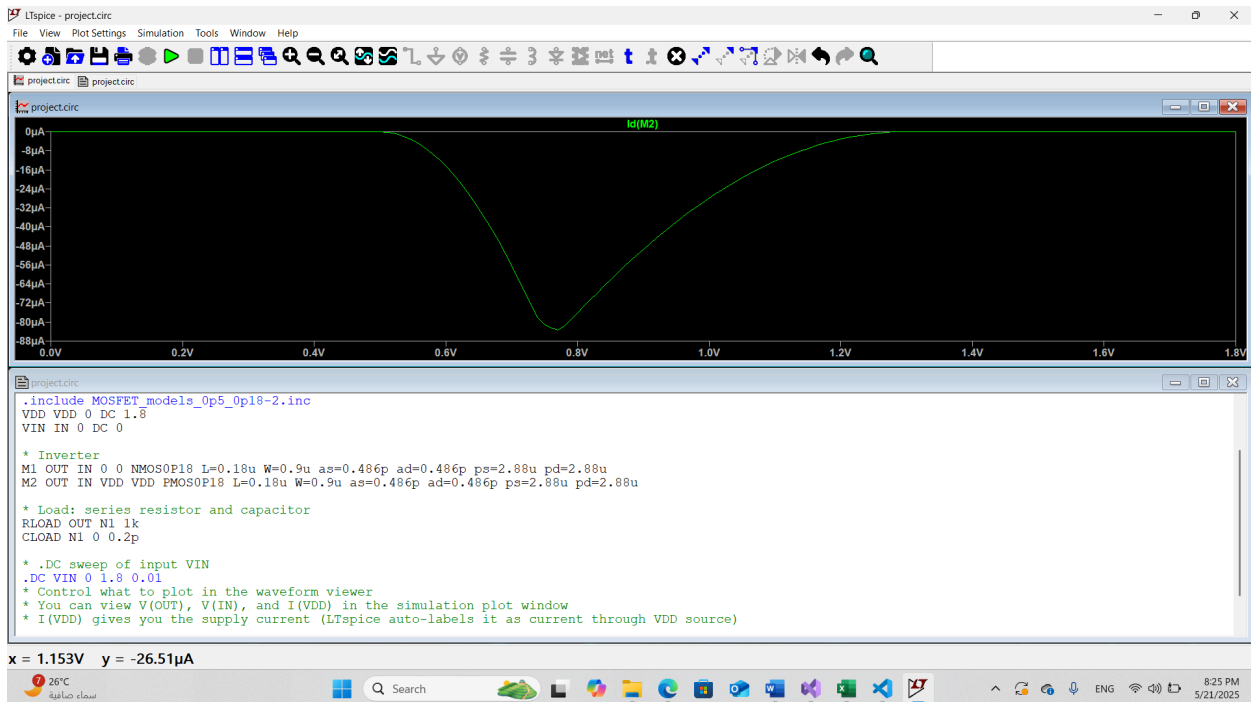 LTspice - project.circ
File View Plot Settings Simulation Tools Window Help
project.circ project.circ
project.circ
Id(M2)
0µA
-8µA
-16µA
-24µA
-32µA
-40µA
-48µA
-56µA
-64µA
-72µA
-80µA
-88µA
0.0V 0.2V 0.4V 0.6V 0.8V 1.0V 1.2V 1.4V 1.6V 1.8V
project.circ
.include MOSFET_models_0p5_0p18-2.inc
VDD VDD 0 DC 1.8
VIN IN 0 DC 0
* Inverter
M1 OUT IN 0 0 NMOS0P18 L=0.18u W=0.9u as=0.486p ad=0.486p ps=2.88u pd=2.88u
M2 OUT IN VDD VDD PMOS0P18 L=0.18u W=0.9u as=0.486p ad=0.486p ps=2.88u pd=2.88u
* Load: series resistor and capacitor
RLOAD OUT N1 1k
CLOAD N1 0 0.2p
* .DC sweep of input VIN
.DC VIN 0 1.8 0.01
* Control what to plot in the waveform viewer
* You can view V(OUT), V(IN), and I(VDD) in the simulation plot window
* I(VDD) gives you the supply current (LTspice auto-labels it as current through VDD source)
x = 1.153V y = -26.51µA
7
26°C
سماء صافية
Search
ENG
8:25 PM
5/21/2025